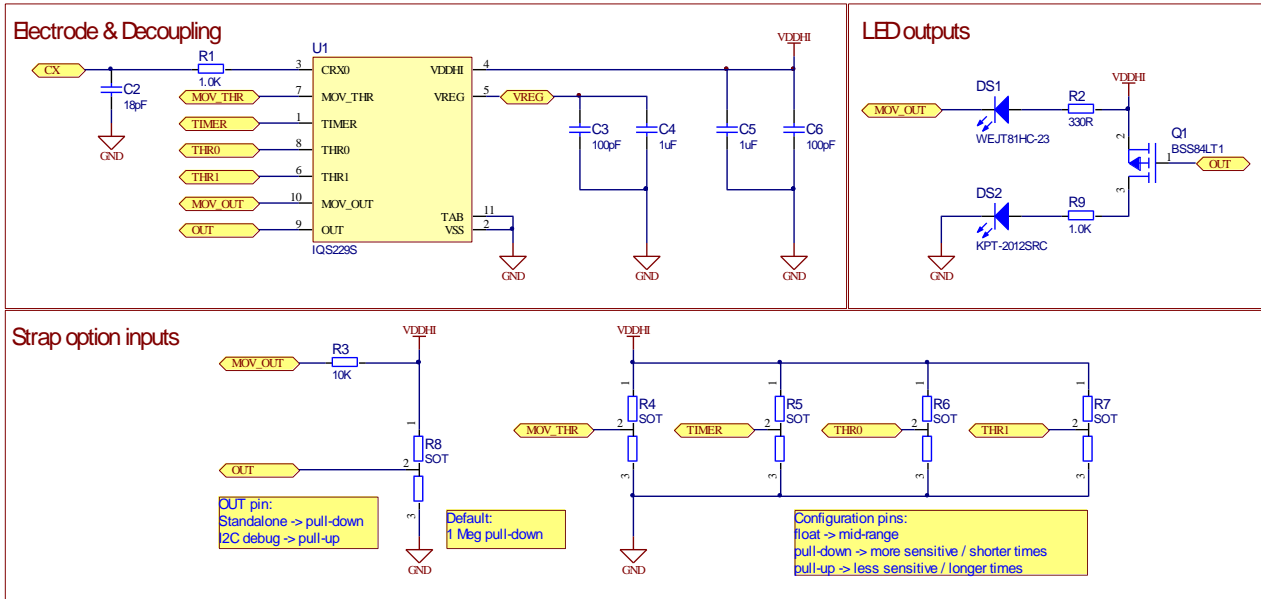 Electrode & Decoupling
CX
R1
1.0K
C2
18pF
GND
U1
3
CRX0
7
MOV_THR
MOV_THR
1
TIMER
TIMER
8
THR0
THR0
6
THR1
THR1
10
MOV_OUT
MOV_OUT
9
OUT
OUT
VDDHI
4
VREG
5
VREG
TAB
11
VSS
2
IQS229S
GND
C3
100pF
C4
1uF
GND
C5
1uF
C6
100pF
VDDHI
GND
LED outputs
VDDHI
MOV_OUT
DS1
WEJT81HC-23
R2
330R
2
Q1
BSS84LT1
1
OUT
3
DS2
KPT-2012SRC
R9
1.0K
GND
Strap option inputs
VDDHI
MOV_OUT
R3
10K
1
R8
SOT
2
OUT
3
GND
OUT pin:
Standalone -> pull-down
I2C debug -> pull-up
Default:
1 Meg pull-down
VDDHI
1
R4
SOT
MOV_THR
2
3
GND
1
R5
SOT
TIMER
2
3
1
R6
SOT
THR0
2
3
1
R7
SOT
THR1
2
3
Configuration pins:
float -> mid-range
pull-down -> more sensitive / shorter times
pull-up -> less sensitive / longer times